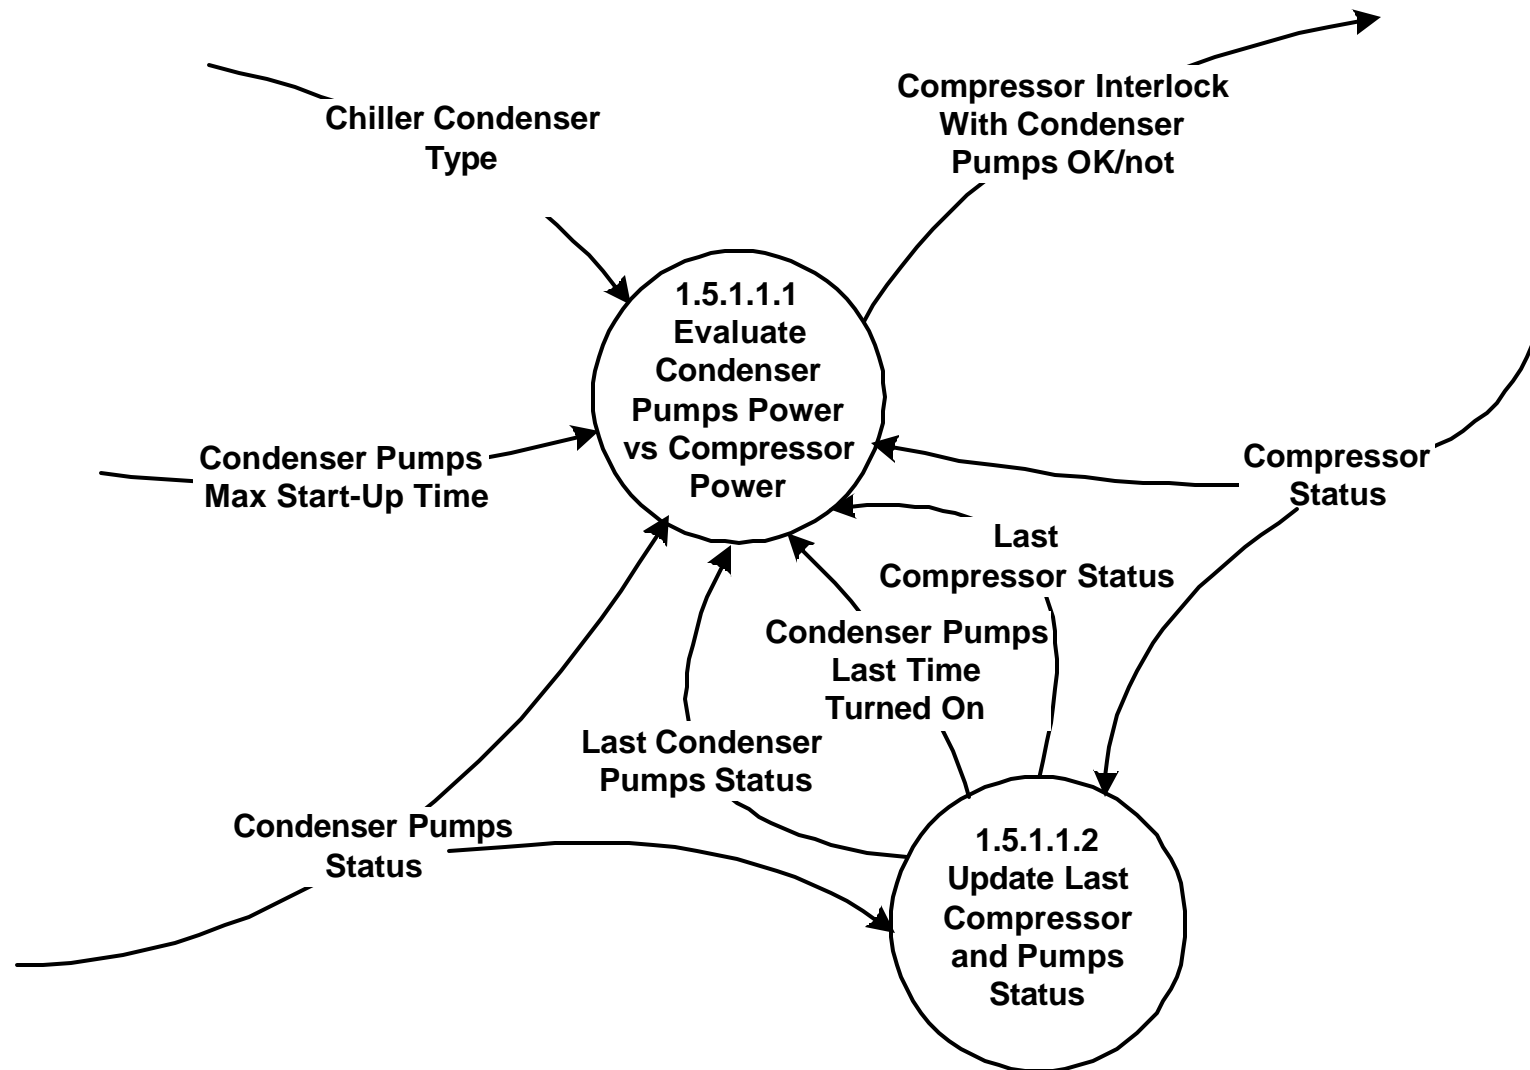 Chiller Condenser
Type
Compressor Interlock
With Condenser
Pumps OK/not
1.5.1.1.1
Evaluate
Condenser
Pumps Power
vs Compressor
Power
Condenser Pumps
Max Start-Up Time
Compressor
Status
Last
Compressor Status
Condenser Pumps
Last Time
Turned On
Last Condenser
Pumps Status
Condenser Pumps
Status
1.5.1.1.2
Update Last
Compressor
and Pumps
Status